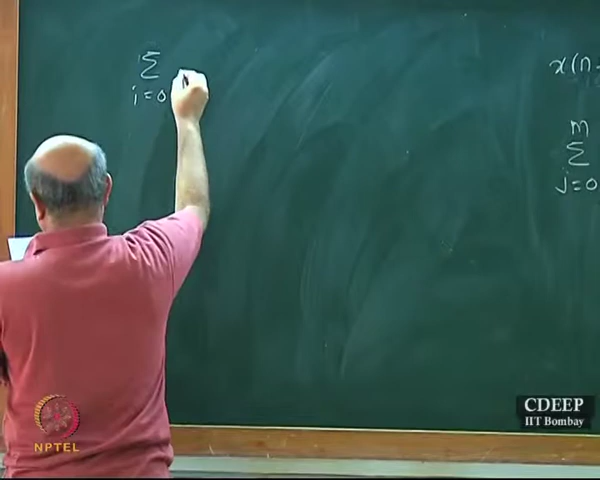 Σ
i=0
x(n-
m
Σ
j=0
NPTEL
CDEEP
IIT Bombay